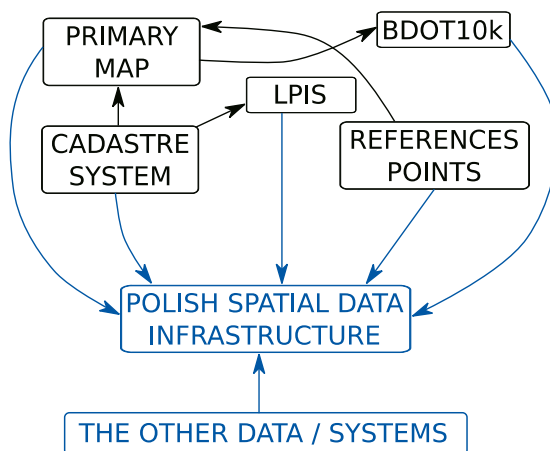 PRIMARY
MAP
BDOT10k
LPIS
CADASTRE
SYSTEM
REFERENCES
POINTS
POLISH SPATIAL DATA
INFRASTRUCTURE
THE OTHER DATA / SYSTEMS